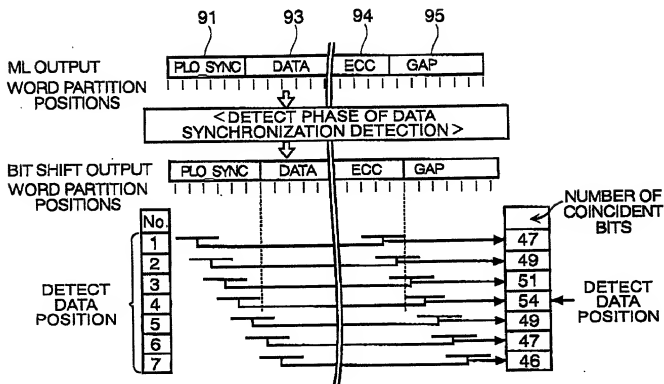 91 93 94 95
ML OUTPUT PLO SYNC DATA ECC GAP
WORD PARTITION
POSITIONS
<DETECT PHASE OF DATA
SYNCHRONIZATION DETECTION>
BIT SHIFT OUTPUT PLO SYNC DATA ECC GAP
WORD PARTITION
POSITIONS
NUMBER OF
COINCIDENT
BITS
No.
1 47
2 49
3 51
DETECT
DATA
POSITION
4 54
DETECT
DATA
POSITION
5 49
6 47
7 46